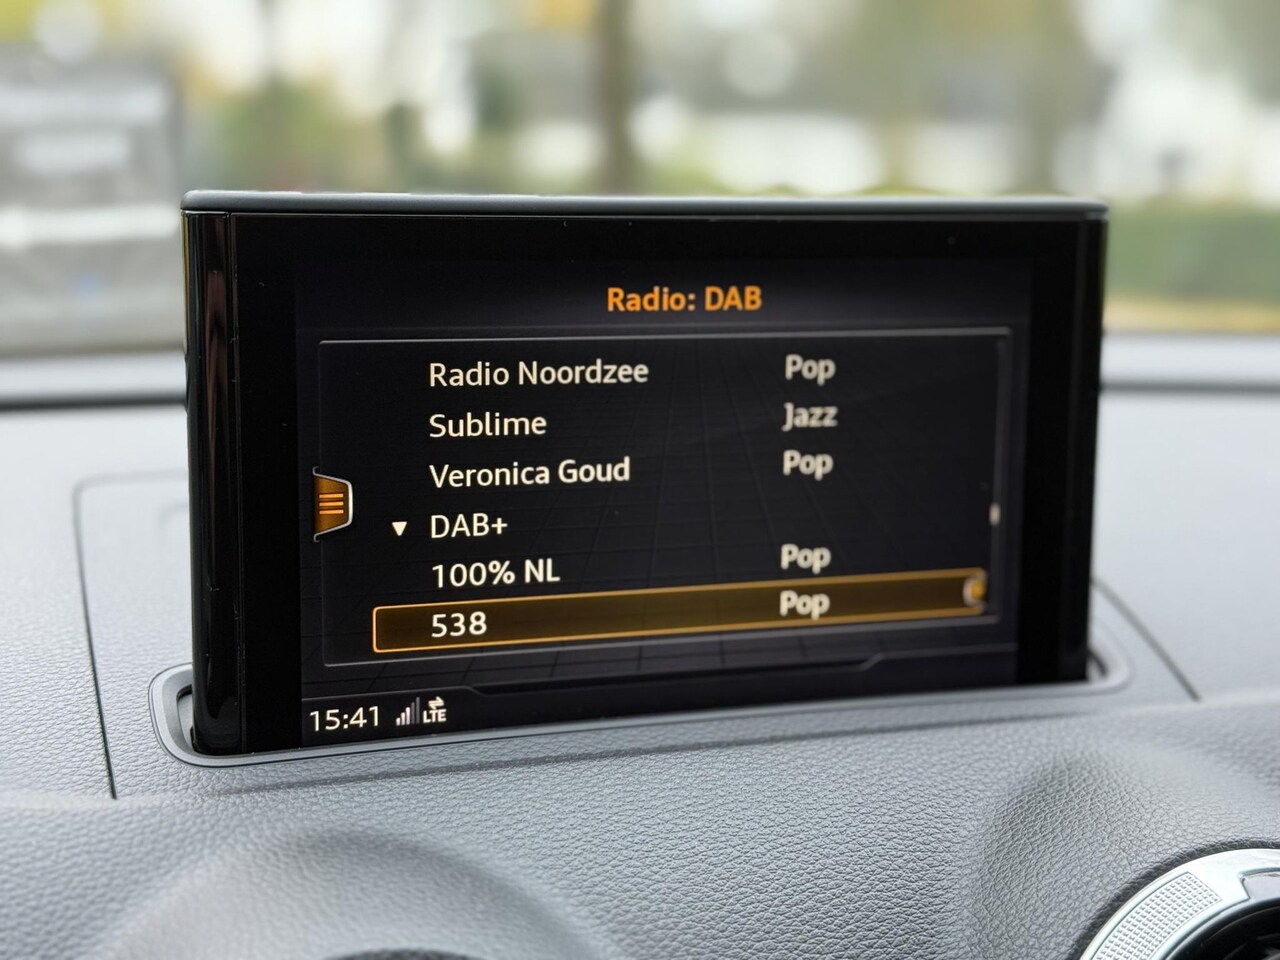 Radio: DAB
Radio Noordzee Pop
Sublime Jazz
Veronica Goud Pop
DAB+
100% NL Pop
538 Pop
15:41 LTE